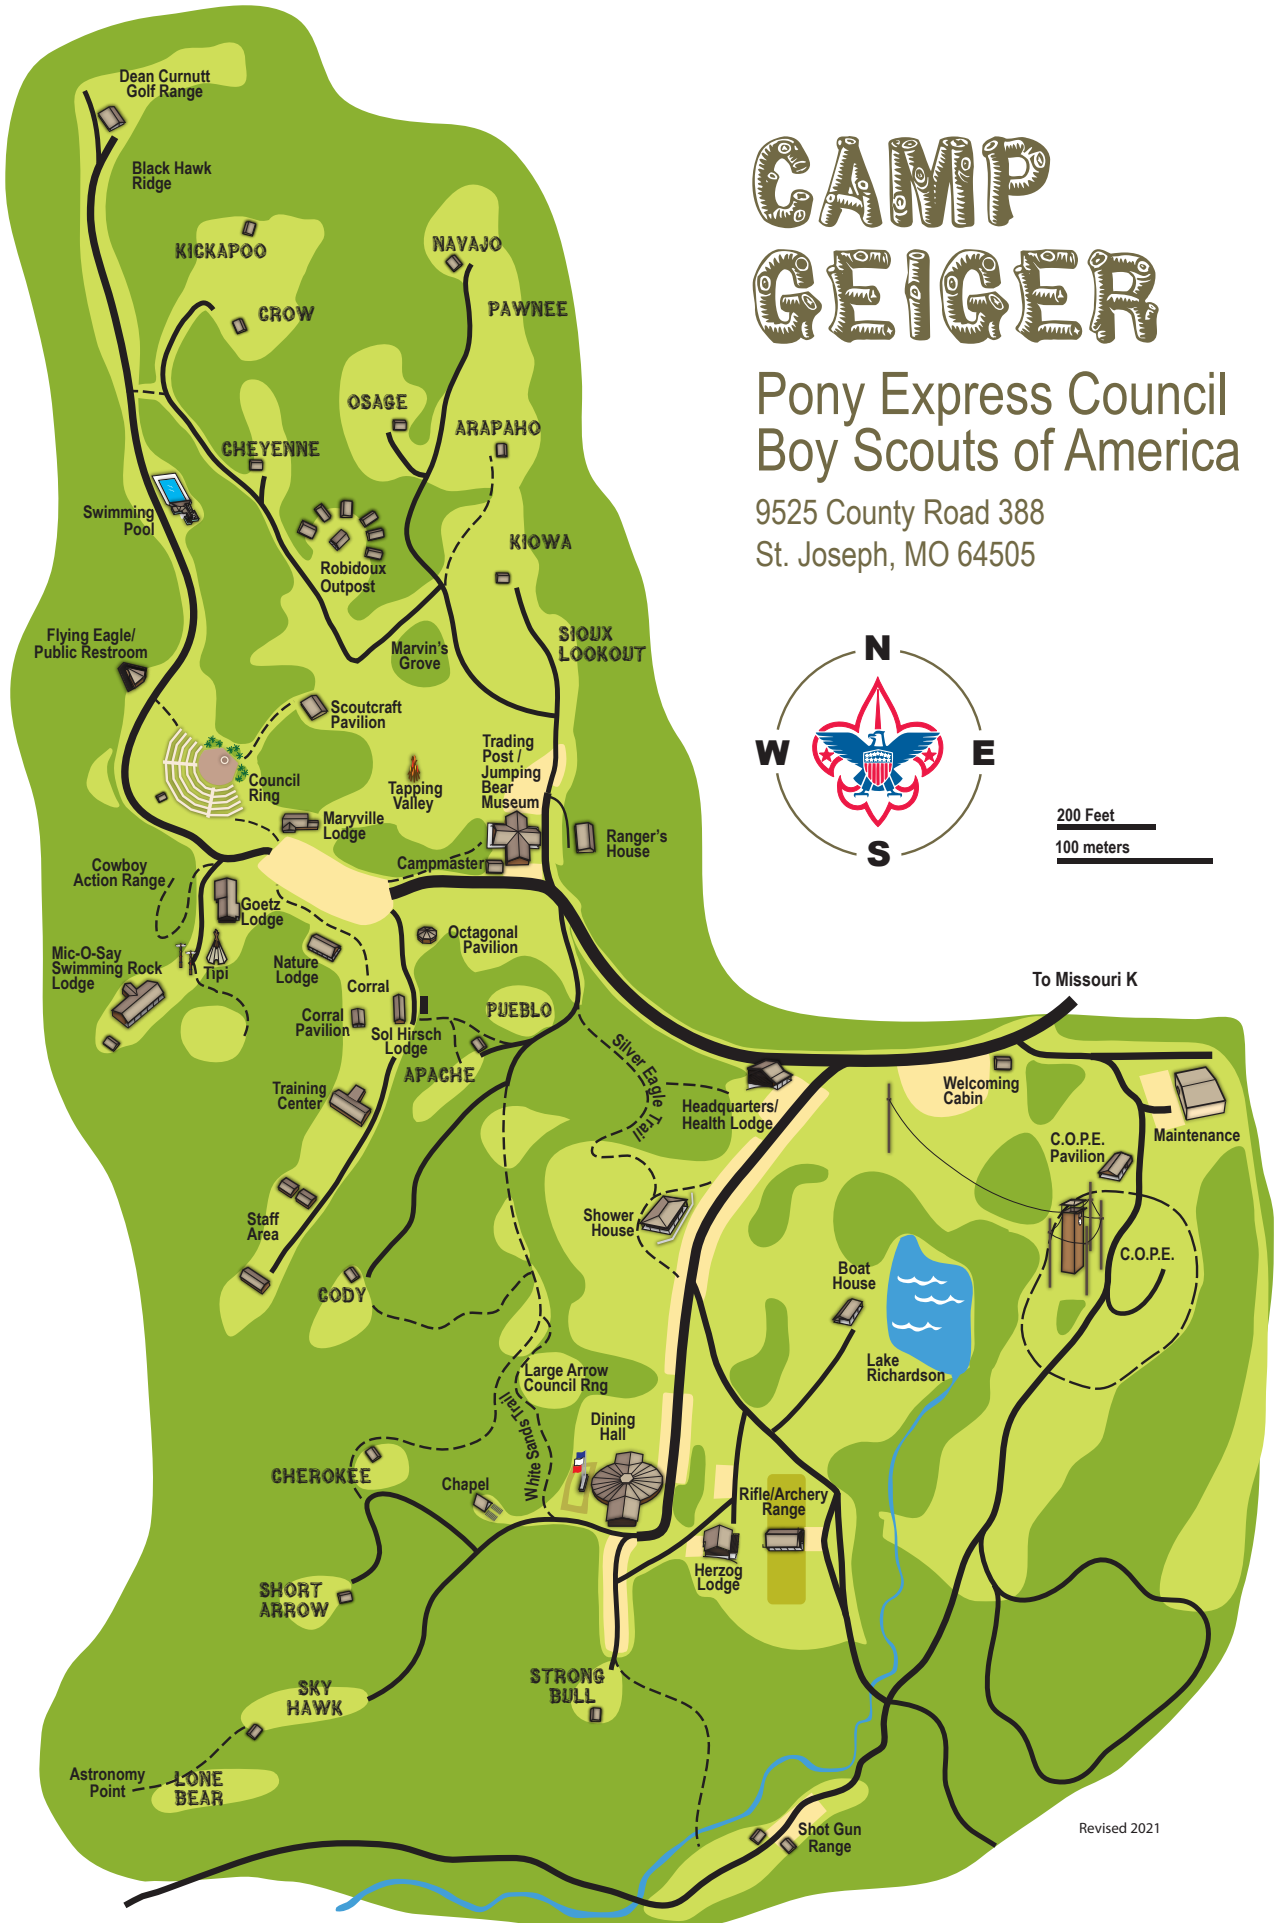 CAMP
GEIGER
Pony Express Council
Boy Scouts of America
9525 County Road 388
St. Joseph, MO 64505
N
W
E
S
200 Feet
100 meters
Dean Curnutt
Golf Range
Black Hawk
Ridge
KICKAPOO
CROW
NAVAJO
PAWNEE
OSAGE
ARAPAHO
CHEYENNE
Swimming
Pool
Robidoux
Outpost
KIOWA
Flying Eagle/
Public Restroom
Marvin's
Grove
SIOUX
LOOKOUT
Scoutcraft
Pavilion
Council
Ring
Tapping
Valley
Trading
Post /
Jumping
Bear
Museum
Maryville
Lodge
Ranger's
House
Campmaster
Cowboy
Action Range
Goetz
Lodge
Octagonal
Pavilion
Mic-O-Say
Swimming Rock
Lodge
Tipi
Nature
Lodge
Corral
Corral
Pavilion
Sol Hirsch
Lodge
PUEBLO
APACHE
To Missouri K
Silver Eagle Trail
Training
Center
Headquarters/
Health Lodge
Welcoming
Cabin
Maintenance
C.O.P.E.
Pavilion
C.O.P.E.
Staff
Area
Shower
House
CODY
Boat
House
Lake
Richardson
Large Arrow
Council Rng
White Sands Trail
Dining
Hall
CHEROKEE
Chapel
Rifle/Archery
Range
Herzog
Lodge
SHORT
ARROW
STRONG
BULL
SKY
HAWK
Astronomy
Point
LONE
BEAR
Shot Gun
Range
Revised 2021